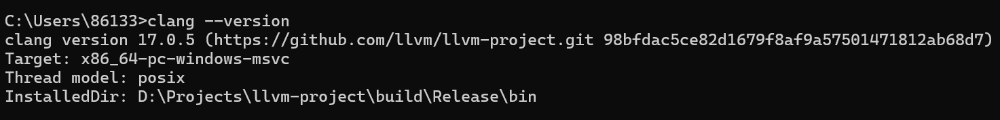 C:\Users\86133>clang --version
clang version 17.0.5 (https://github.com/llvm/llvm-project.git 98bfdac5ce82d1679f8af9a57501471812ab68d7)
Target: x86_64-pc-windows-msvc
Thread model: posix
InstalledDir: D:\Projects\llvm-project\build\Release\bin